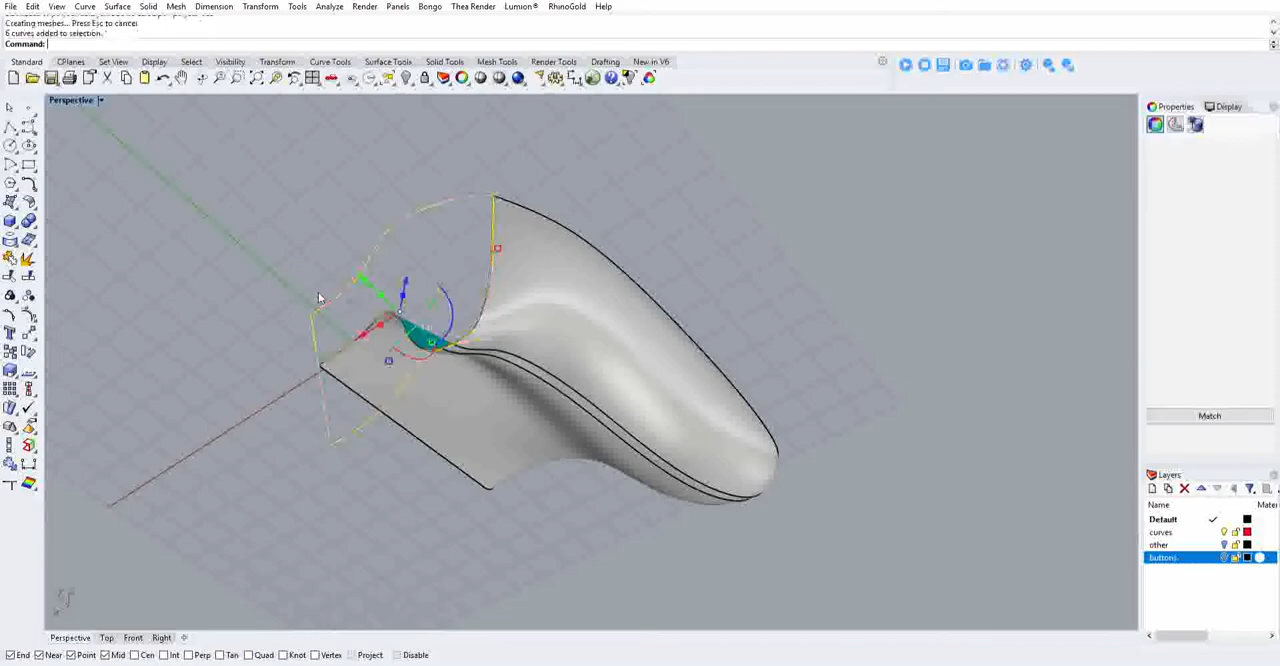 File Edit View Curve Surface Solid Mesh Dimension Transform Tools Analyze Render Panels Bongo Thea Render Lumion® RhinoGold Help
Creating meshes... Press Esc to cancel
6 curves added to selection.
Command:
Standard CPlanes Set View Display Select Visibility Transform Curve Tools Surface Tools Solid Tools Mesh Tools Render Tools Drafting New in V6
Perspective
Properties Display
Match
Layers
Name Mater
Default
curves
other
buttons
Perspective Top Front Right
End Near Point Mid Cen Int Perp Tan Quad Knot Vertex Project Disable